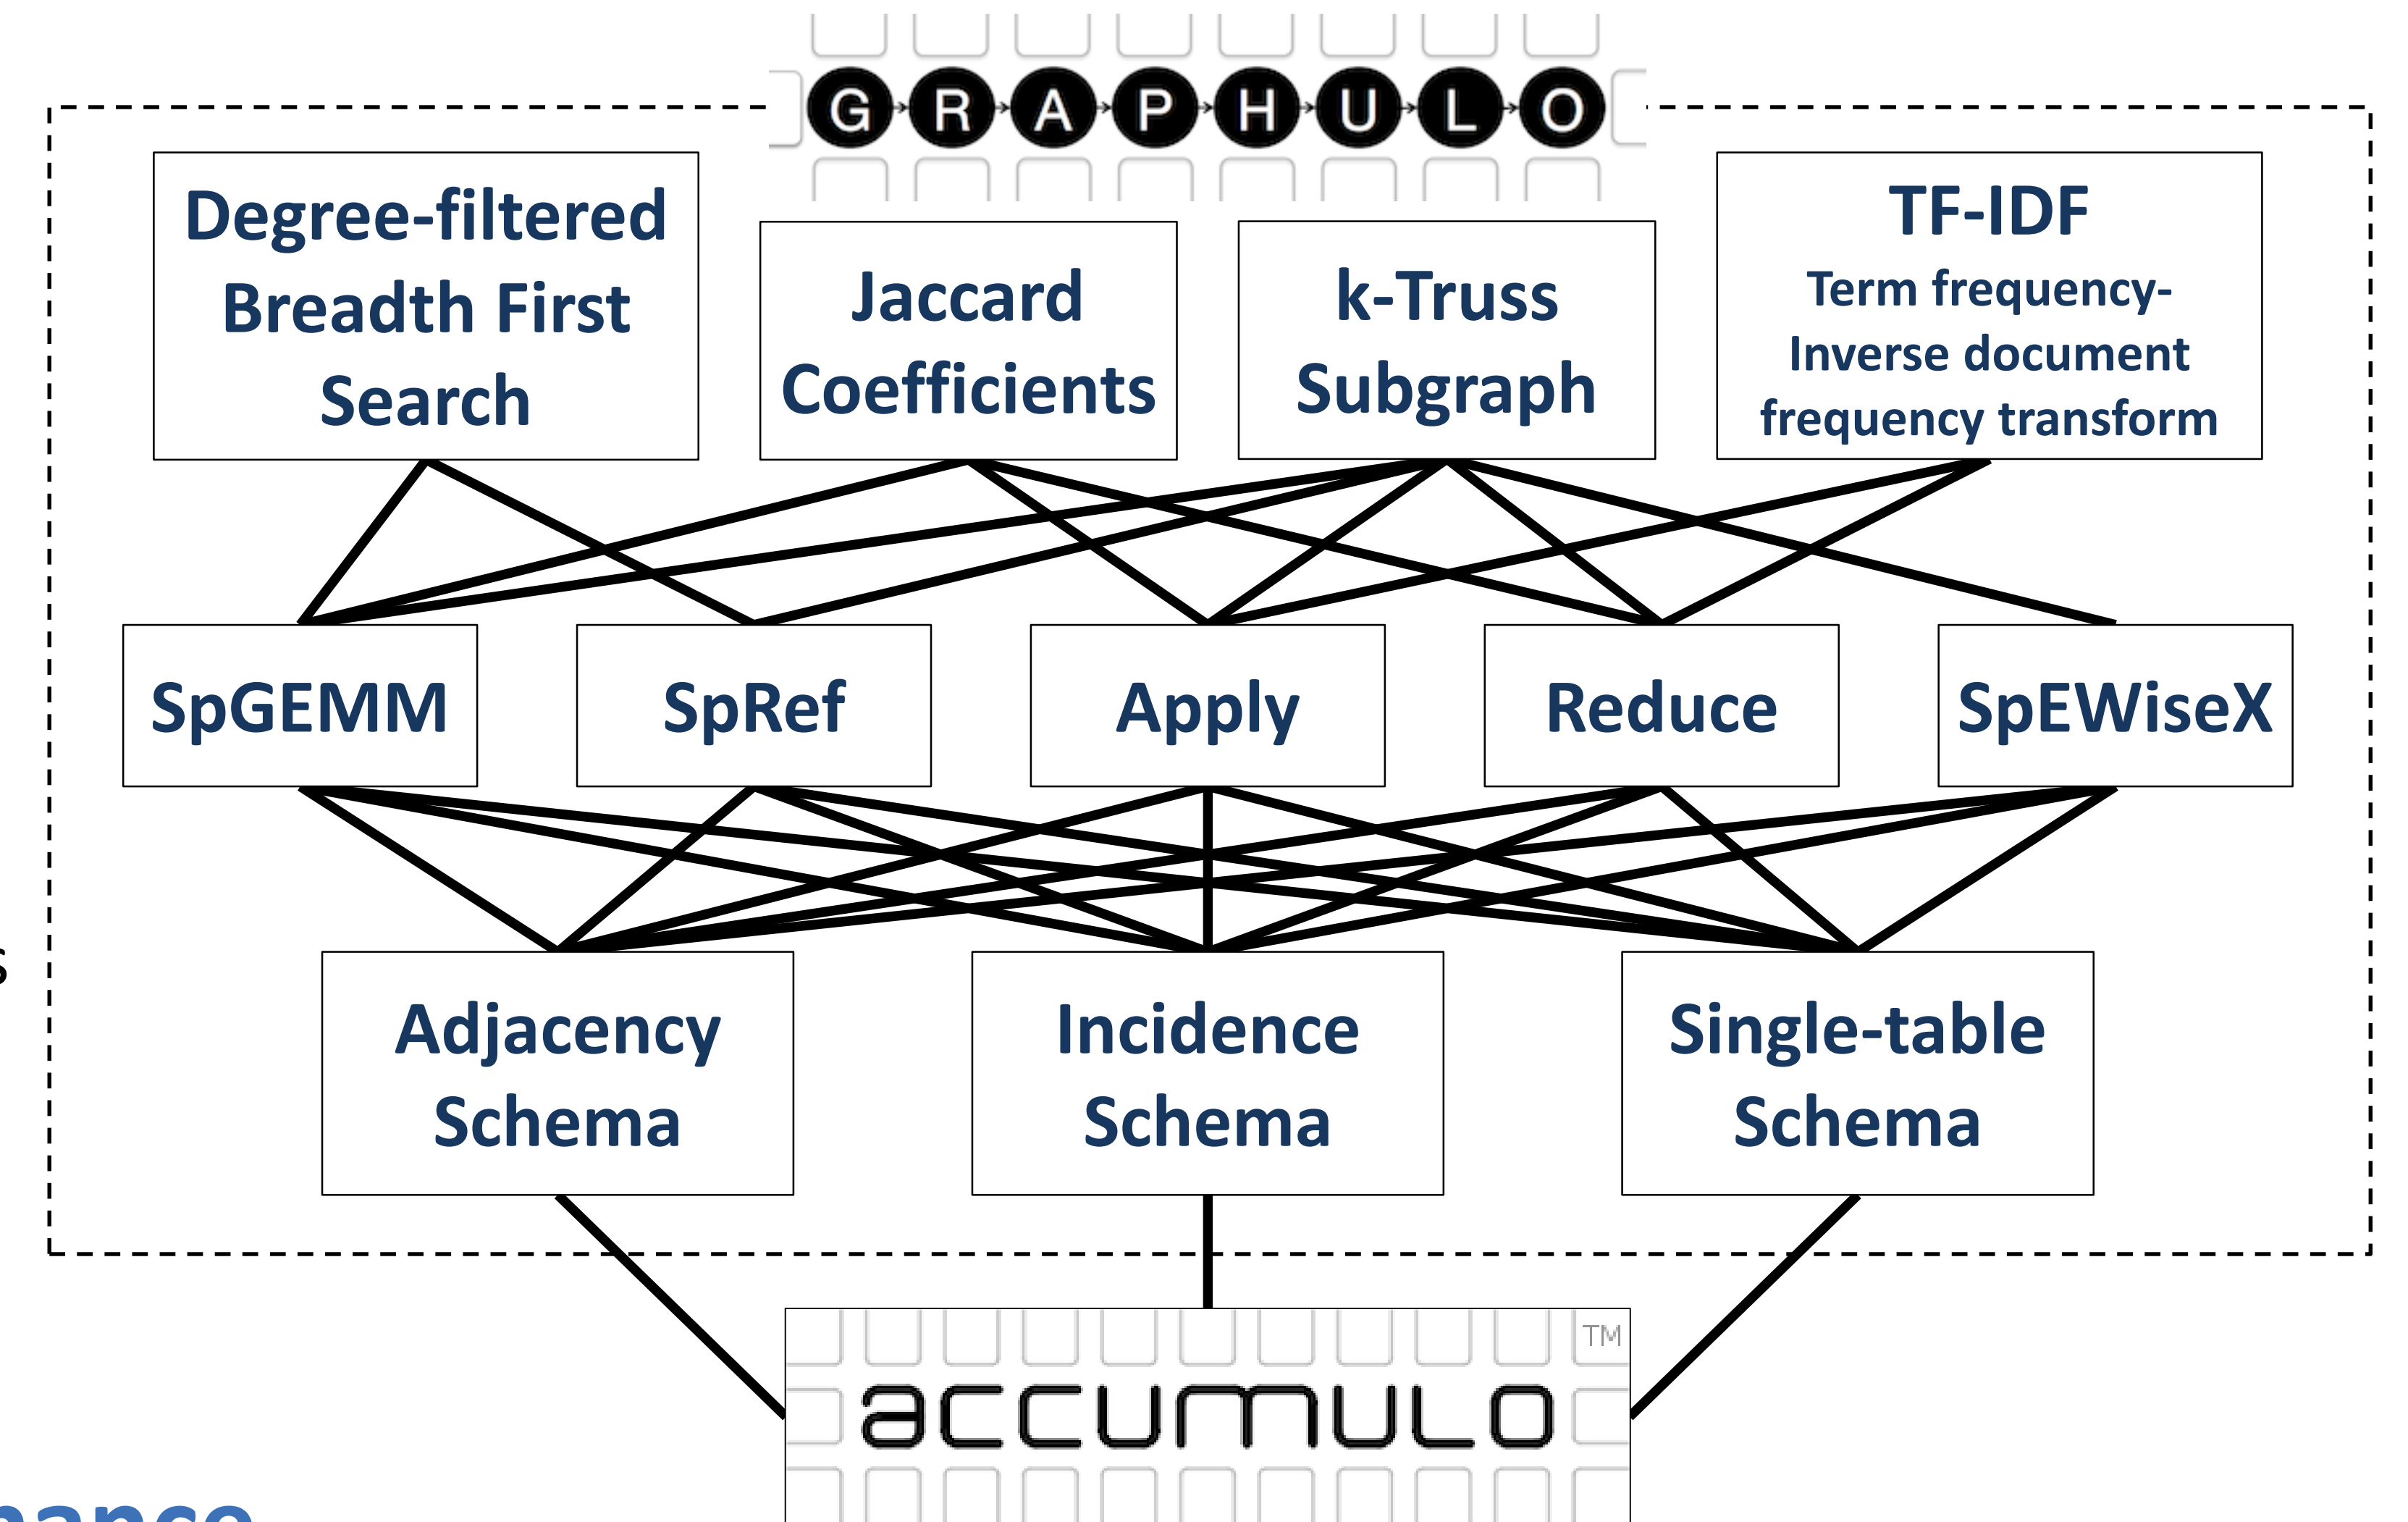 GRAPHULO
Degree-filtered
Breadth First
Search
Jaccard
Coefficients
k-Truss
Subgraph
TF-IDF
Term frequency-
Inverse document
frequency transform
SpGEMM
SpRef
Apply
Reduce
SpEWiseX
s
Adjacency
Schema
Incidence
Schema
Single-table
Schema
TM
accumulo